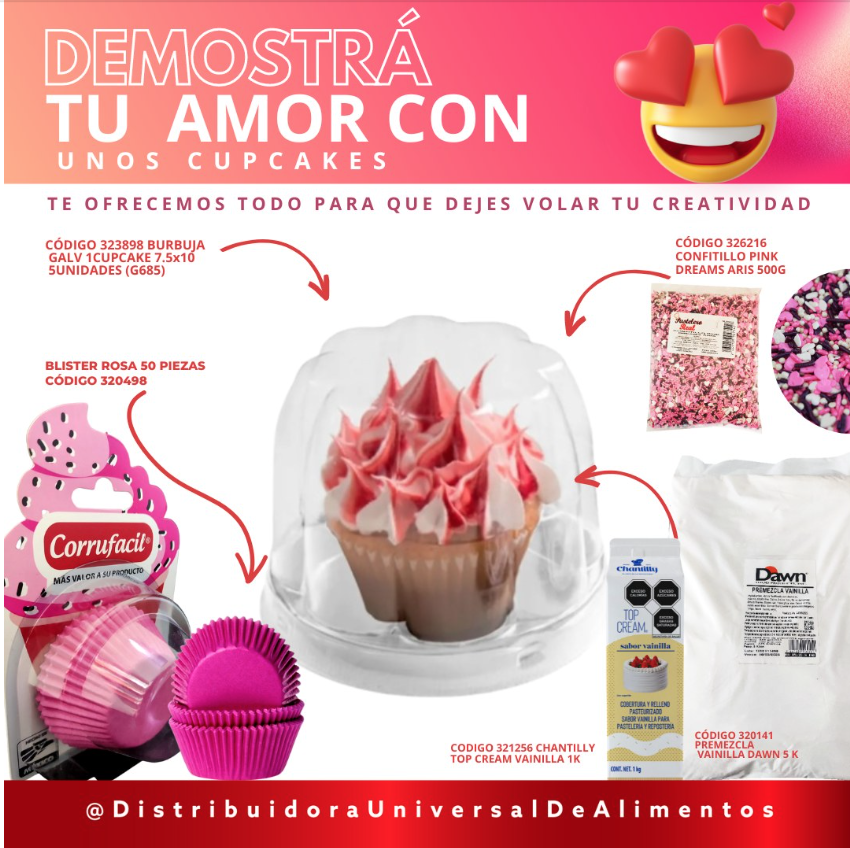 DEMOSTRÁ
TU AMOR CON
UNOS CUPCAKES
TE OFRECEMOS TODO PARA QUE DEJES VOLAR TU CREATIVIDAD
CÓDIGO 323898 BURBUJA
GALV 1CUPCAKE 7.5x10
5UNIDADES (G685)
CÓDIGO 326216
CONFITILLO PINK
DREAMS ARIS 500G
BLISTER ROSA 50 PIEZAS
CÓDIGO 320498
Corrufacil®
MÁS VALOR A SU PRODUCTO
Chantilly
TOP
CREAM
sabor vainilla
COBERTURA Y RELLENO
PASTEURIZADO
SABOR VAINILLA PARA
PASTELERÍA Y REPOSTERÍA
CONT. NET. 1 kg
Dawn
PREMEZCLA VAINILLA
CODIGO 321256 CHANTILLY
TOP CREAM VAINILLA 1K
CÓDIGO 320141
PREMEZCLA
VAINILLA DAWN 5 K
@DistribuidoraUniversalDeAlimentos